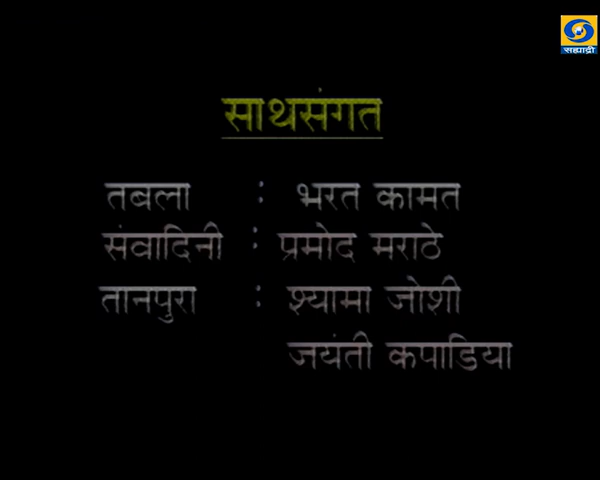 सह्याद्री
साथसंगत
तबला : भरत कामत
संवादिनी : प्रमोद मराठे
तानपुरा : श्यामा जोशी
जयंती कपाडिया